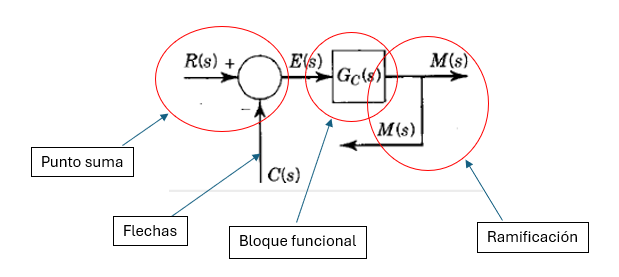 R(s) + E(s) M(s)
G_C(s)
−
M(s)
C(s)
Punto suma
Flechas
Bloque funcional
Ramificación